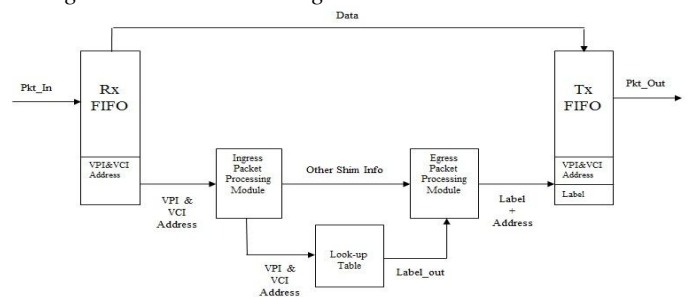 Data
Pkt_In
Rx
FIFO
Tx
FIFO
Pkt_Out
VPI&VCI
Address
Ingress
Packet
Processing
Module
Other Shim Info
Egress
Packet
Processing
Module
VPI&VCI
Address
Label
VPI &
VCI
Address
Label
+
Address
VPI &
VCI
Address
Look-up
Table
Label_out